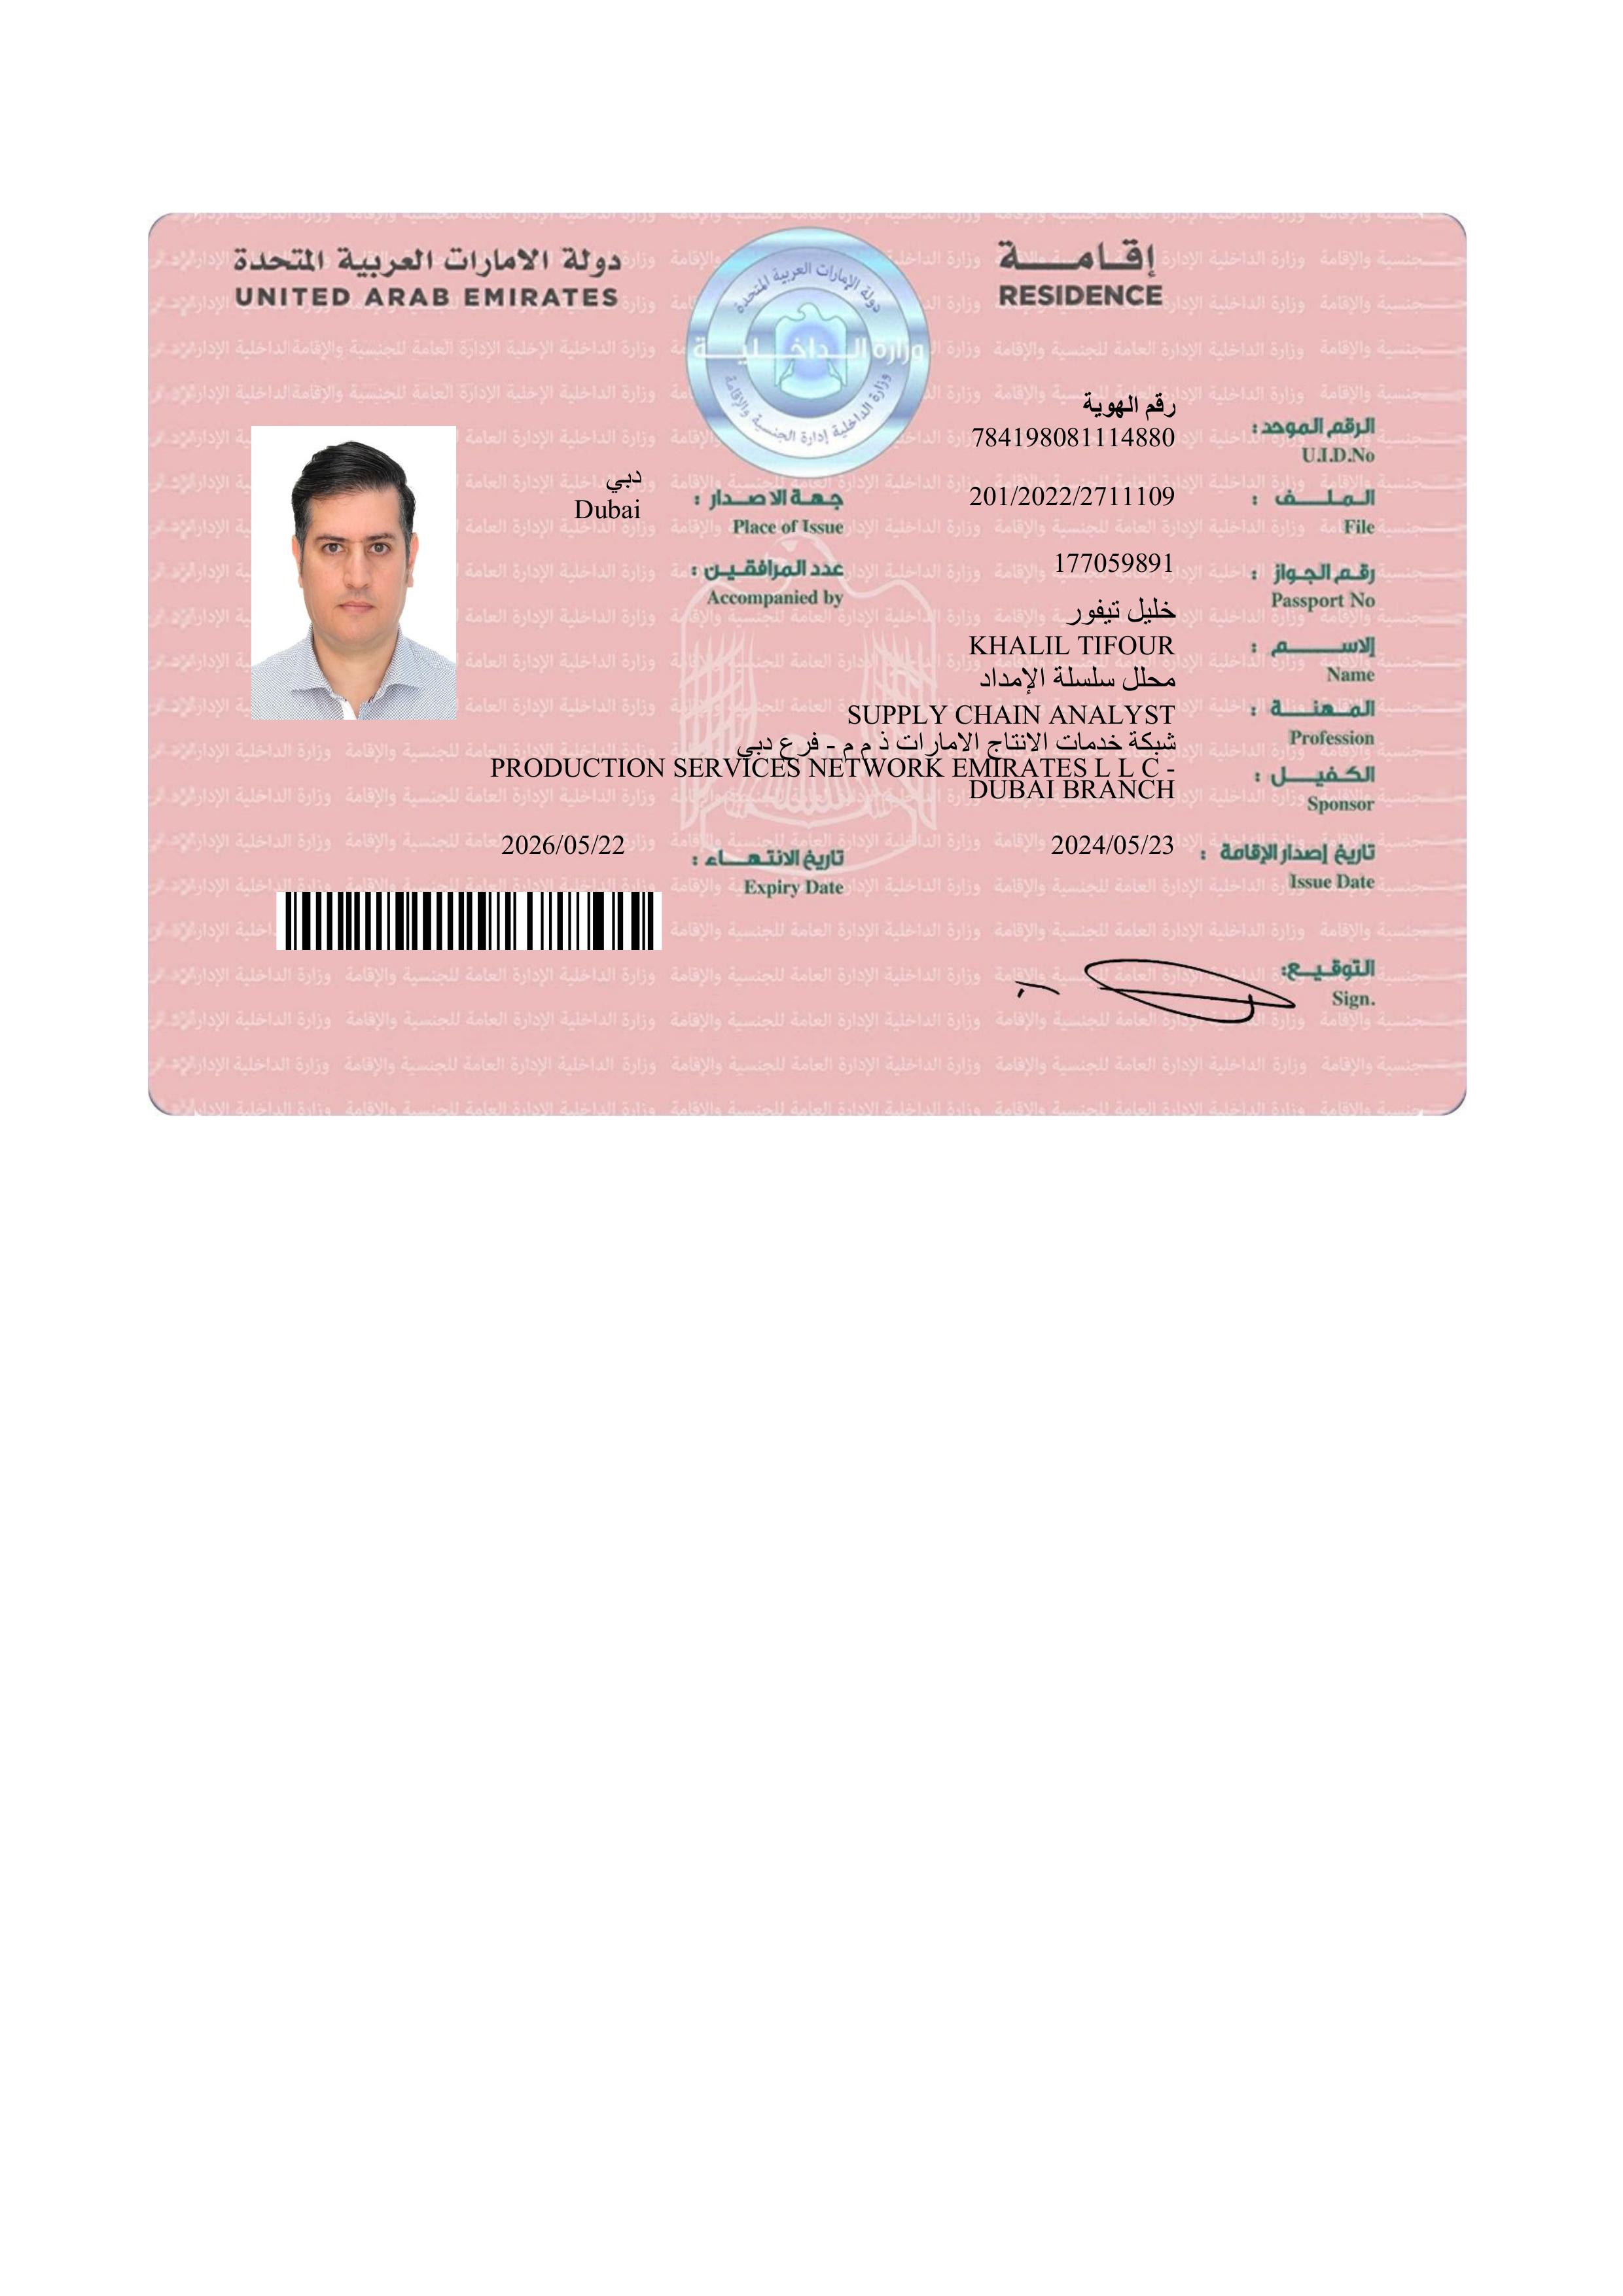 دولة الامارات العربية المتحدة
UNITED ARAB EMIRATES
إقامة
RESIDENCE
دولة الإمارات العربية المتحدة
وزارة الداخلية
وزارة الداخلية إدارة الجنسية والإقامة
رقم الهوية
الرقم الموحد: 784198081114880
U.I.D.No
الملف : 201/2022/2711109
File
دبي
جهة الاصدار : Dubai
Place of Issue
رقم الجواز : 177059891
Passport No
عدد المرافقين :
Accompanied by
خليل تيفور
الاسم : KHALIL TIFOUR
Name
محلل سلسلة الإمداد
المهنة : SUPPLY CHAIN ANALYST
Profession
شبكة خدمات الانتاج الامارات ذ م م - فرع دبي
PRODUCTION SERVICES NETWORK EMIRATES L L C -
الكفيل : DUBAI BRANCH
Sponsor
تاريخ إصدار الإقامة : 2024/05/23
Issue Date
تاريخ الانتهاء : 2026/05/22
Expiry Date
التوقيع:
Sign.